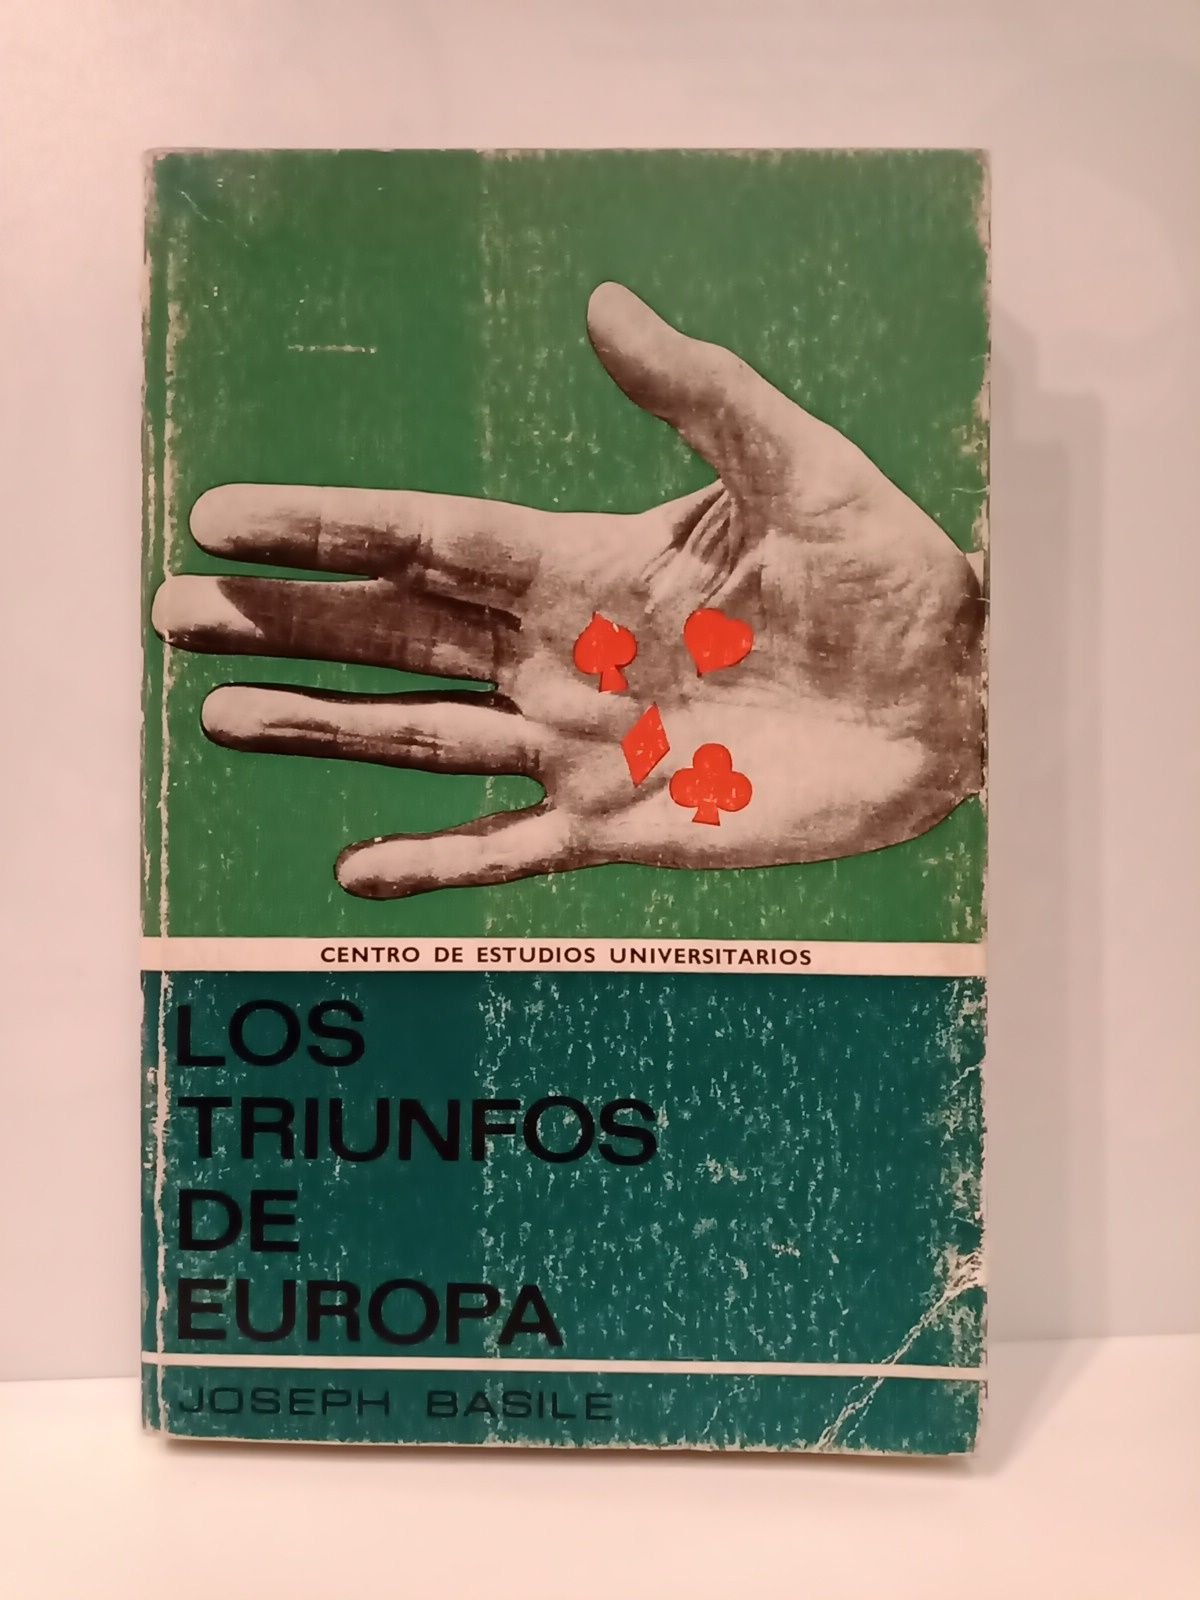 CENTRO DE ESTUDIOS UNIVERSITARIOS
LOS
TRIUNFOS
DE
EUROPA
JOSEPH BASILE